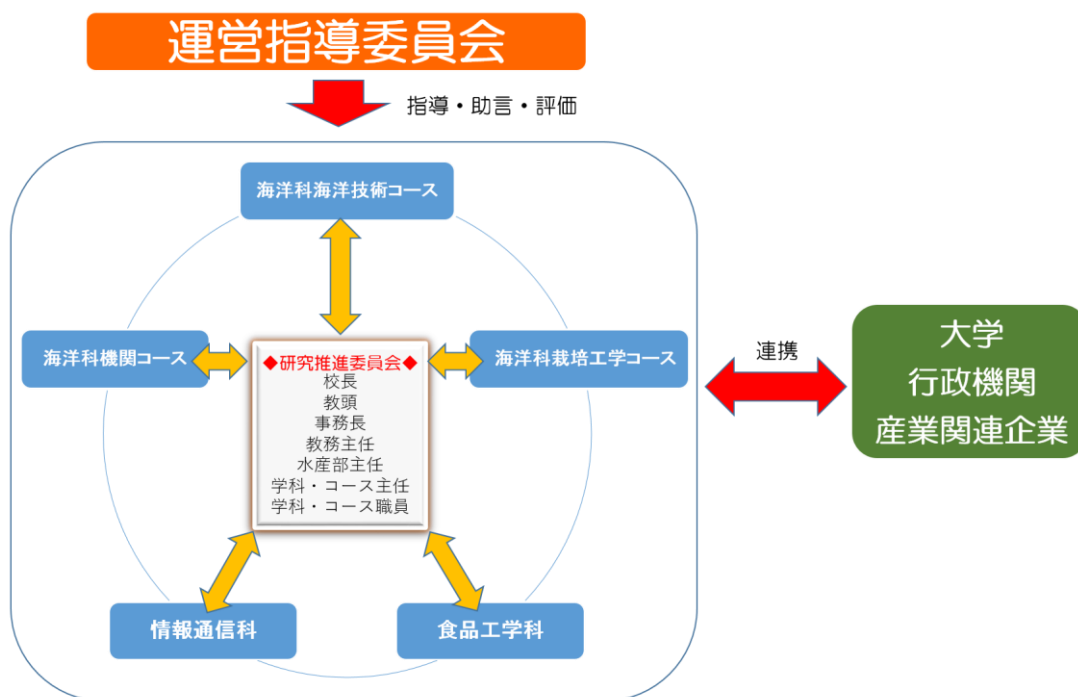 運営指導委員会
指導・助言・評価
海洋科海洋技術コース
海洋科機関コース
海洋科栽培工学コース
◆研究推進委員会◆
校長
教頭
事務長
教務主任
水産部主任
学科・コース主任
学科・コース職員
情報通信科
食品工学科
連携
大学
行政機関
産業関連企業